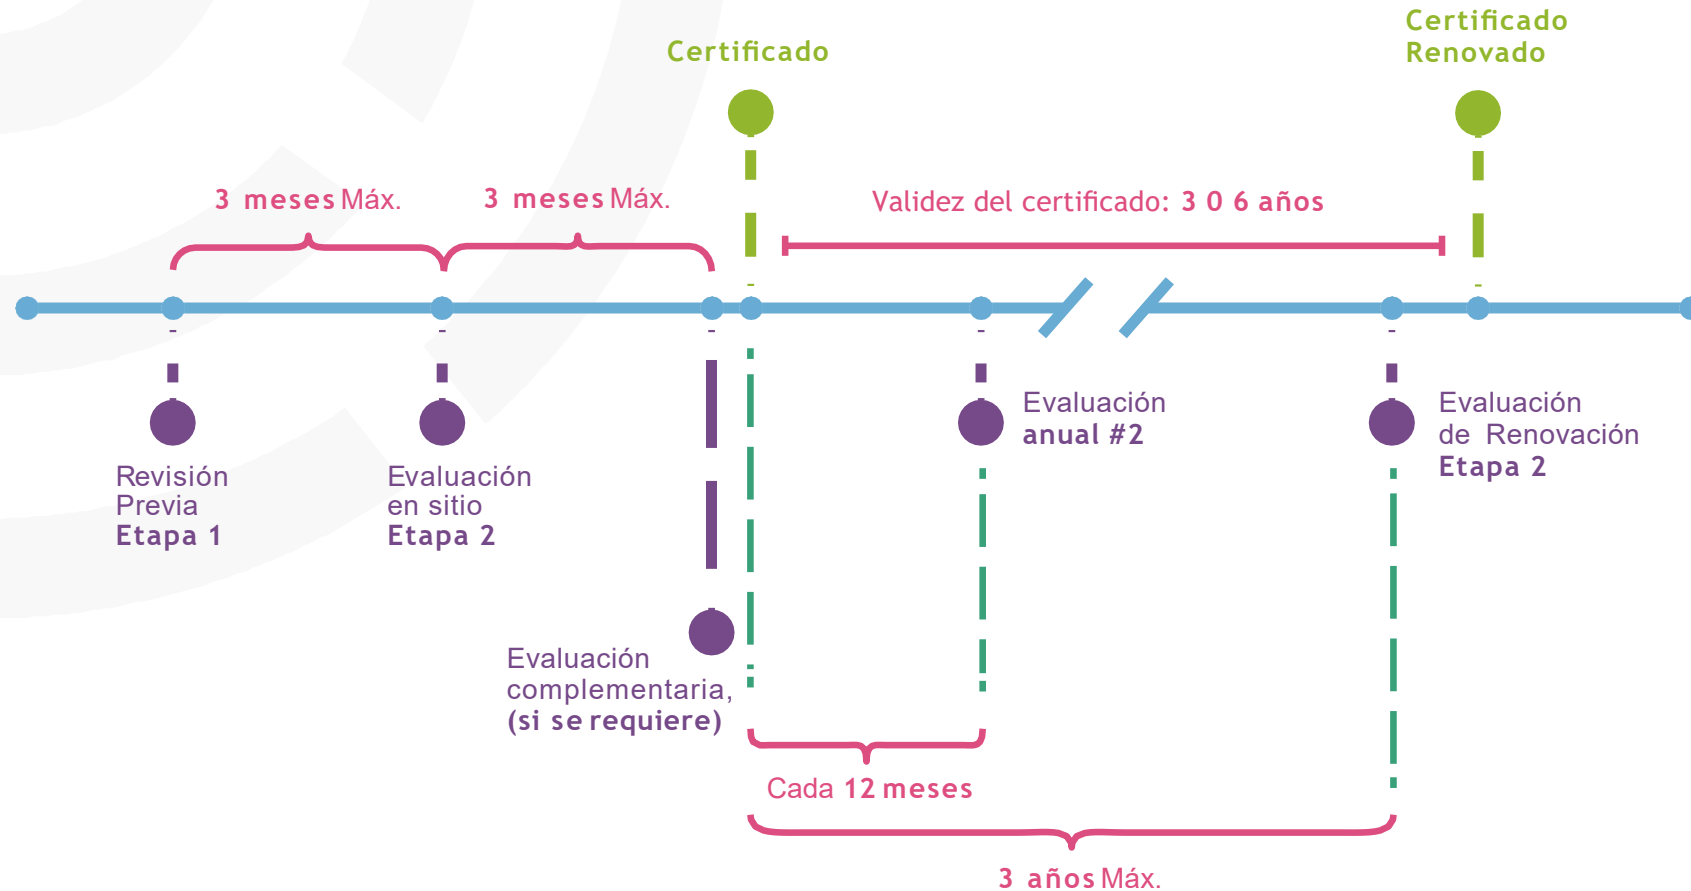 Certificado
Certificado
Renovado
3 meses Máx.
3 meses Máx.
Validez del certificado: 3 0 6 años
Revisión
Previa
Etapa 1
Evaluación
en sitio
Etapa 2
Evaluación
complementaria,
(si se requiere)
Evaluación
anual #2
Evaluación
de Renovación
Etapa 2
Cada 12 meses
3 años Máx.